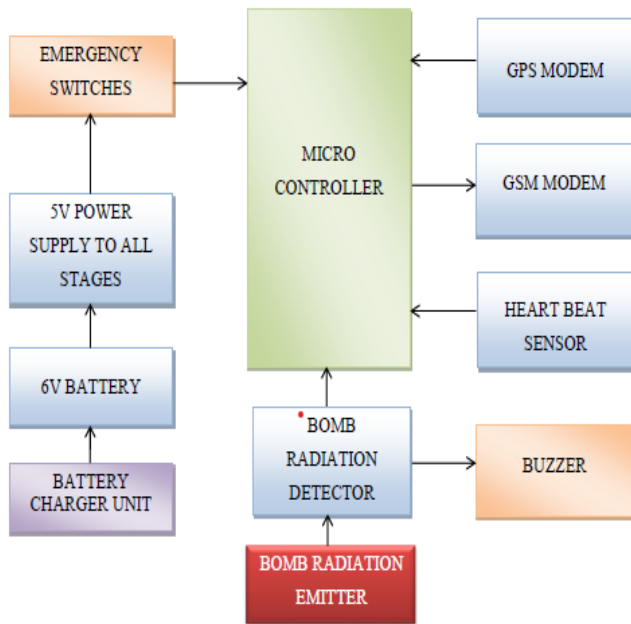 EMERGENCY
SWITCHES
5V POWER
SUPPLY TO ALL
STAGES
6V BATTERY
BATTERY
CHARGER UNIT
MICRO
CONTROLLER
BOMB
RADIATION
DETECTOR
BOMB RADIATION
EMITTER
GPS MODEM
GSM MODEM
HEART BEAT
SENSOR
BUZZER